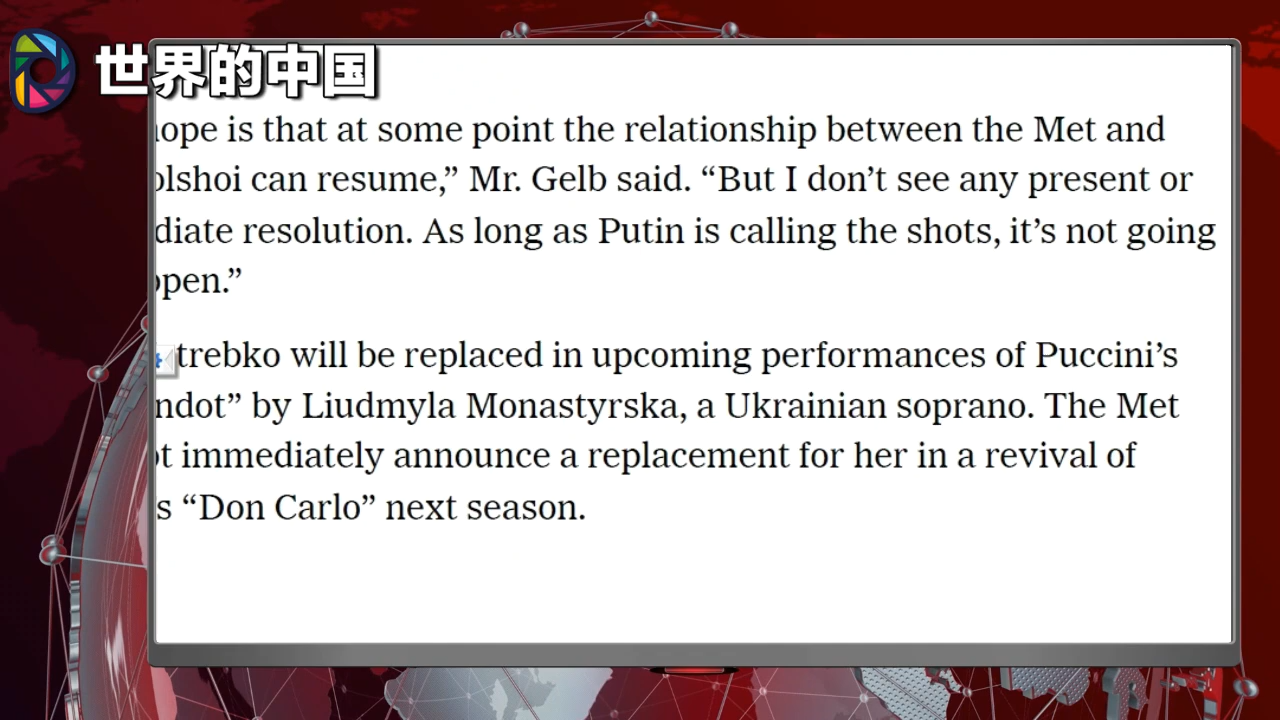 世界的中国
hope is that at some point the relationship between the Met and
olshoi can resume,” Mr. Gelb said. “But I don’t see any present or
diate resolution. As long as Putin is calling the shots, it’s not going
pen.”
trebko will be replaced in upcoming performances of Puccini’s
ndot” by Liudmyla Monastyrska, a Ukrainian soprano. The Met
t immediately announce a replacement for her in a revival of
s “Don Carlo” next season.